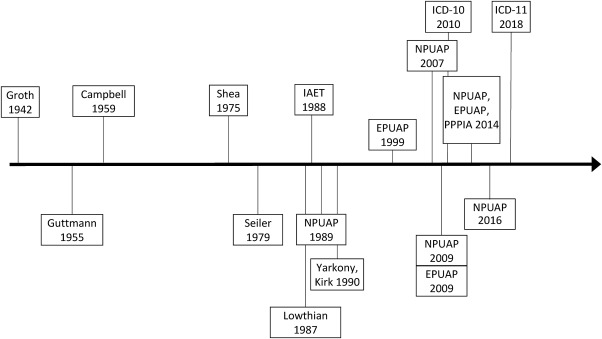 ICD-10
2010
ICD-11
2018
NPUAP
2007
Groth
1942
Campbell
1959
Shea
1975
IAET
1988
NPUAP,
EPUAP,
PPPIA 2014
EPUAP
1999
Guttmann
1955
Seiler
1979
NPUAP
1989
NPUAP
2016
NPUAP
2009
EPUAP
2009
Yarkony,
Kirk 1990
Lowthian
1987